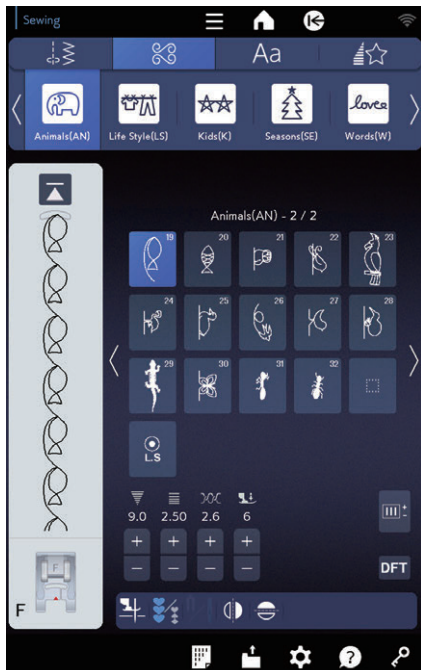 Sewing
Aa
Animals(AN) Life Style(LS) Kids(K) Seasons(SE) Words(W)
love
Animals(AN) - 2 / 2
19 20 21 22 23
24 25 26 27 28
29 30 31 32
L.S
9.0 2.50 2.6 6
+ + + +
- - - -
DFT
F
F
?